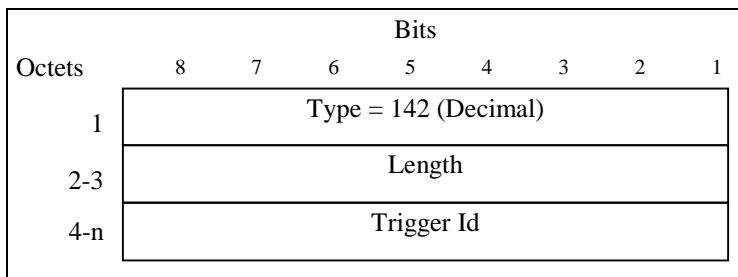 Bits
Octets 8 7 6 5 4 3 2 1
1 Type = 142 (Decimal)
2-3 Length
4-n Trigger Id